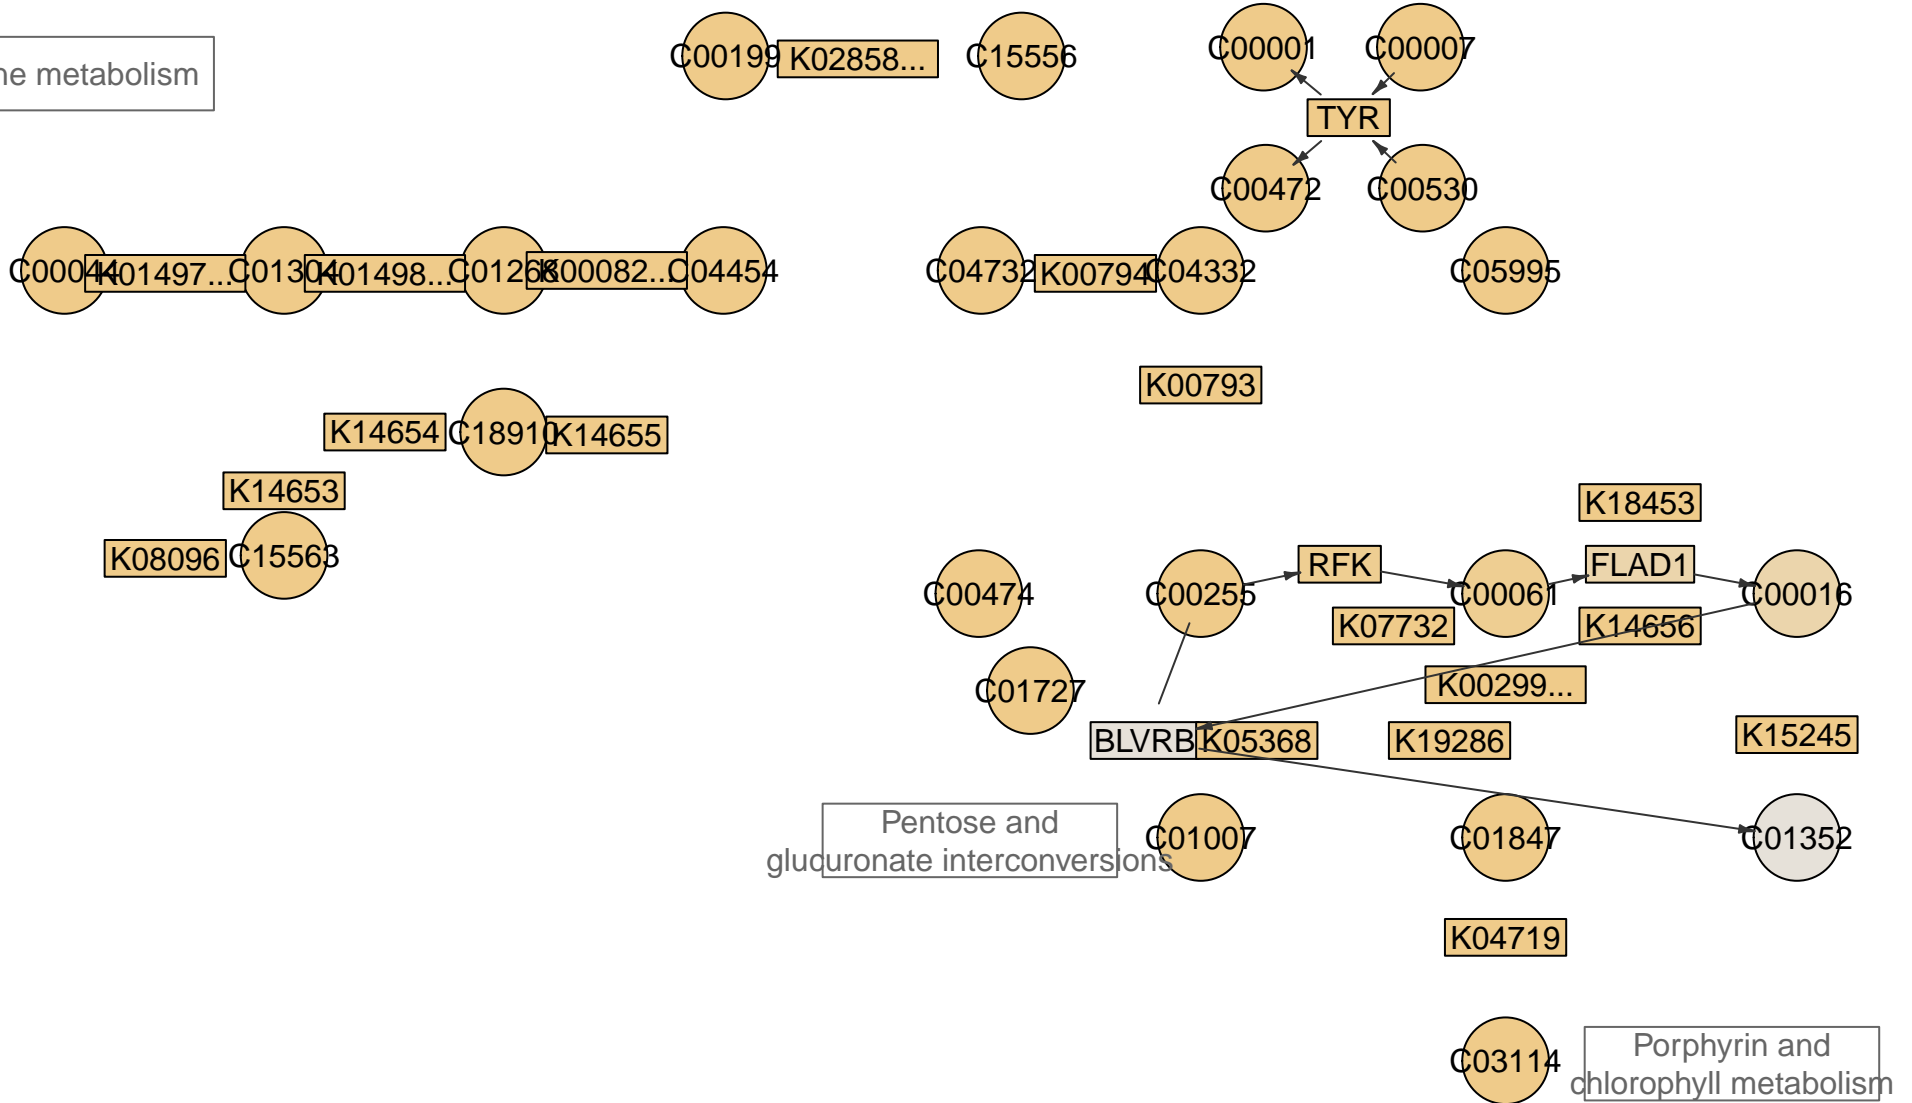 C00199
K02858...
C15556
C00001
C00007
ne metabolism
TYR
C00472
C00530
C00044
K01497...
C01304
K01498...
C01268
K00082...
C04454
C04732
K00794
C04332
C05995
K00793
K14654
C18910
K14655
K14653
K08096
C15563
K18453
C00474
C00255
RFK
C00061
FLAD1
C00016
K07732
K14656
C01727
K00299...
BLVRB
K05368
K19286
K15245
Pentose and
glucuronate interconversions
C01007
C01847
C01352
K04719
C03114
Porphyrin and
chlorophyll metabolism